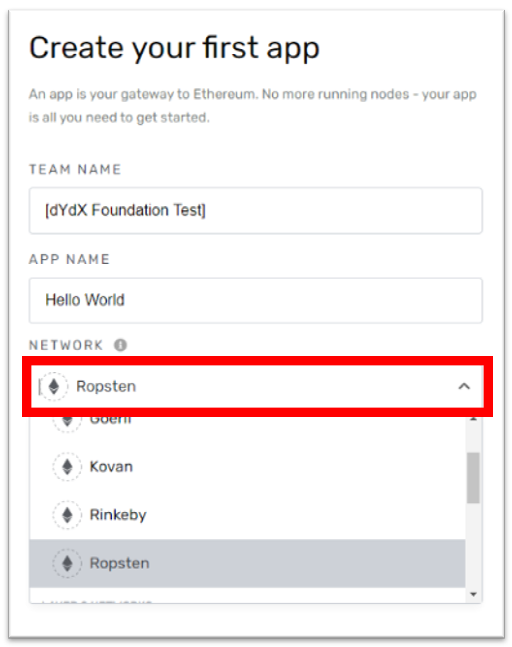 Create your first app
An app is your gateway to Ethereum. No more running nodes - your app
is all you need to get started.
TEAM NAME
[dYdX Foundation Test]
APP NAME
Hello World
NETWORK
Ropsten
Goerli
Kovan
Rinkeby
Ropsten